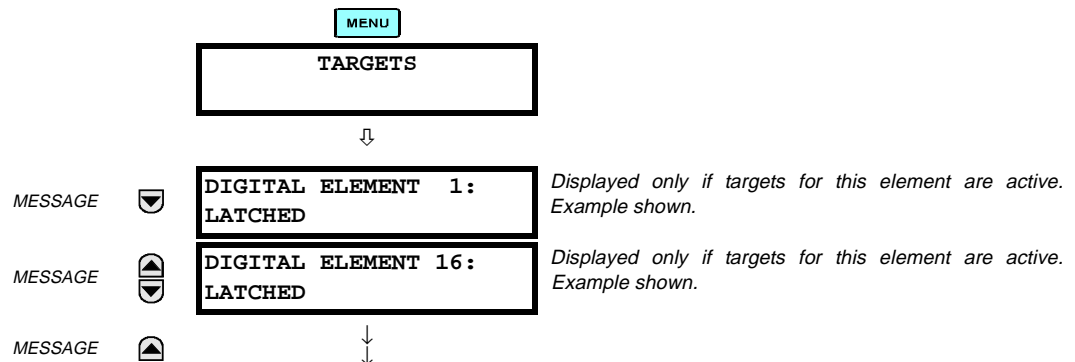 MENU
TARGETS
⇩
MESSAGE
DIGITAL ELEMENT  1:
LATCHED
Displayed only if targets for this element are active.
Example shown.
MESSAGE
DIGITAL ELEMENT 16:
LATCHED
Displayed only if targets for this element are active.
Example shown.
MESSAGE
↓
↓